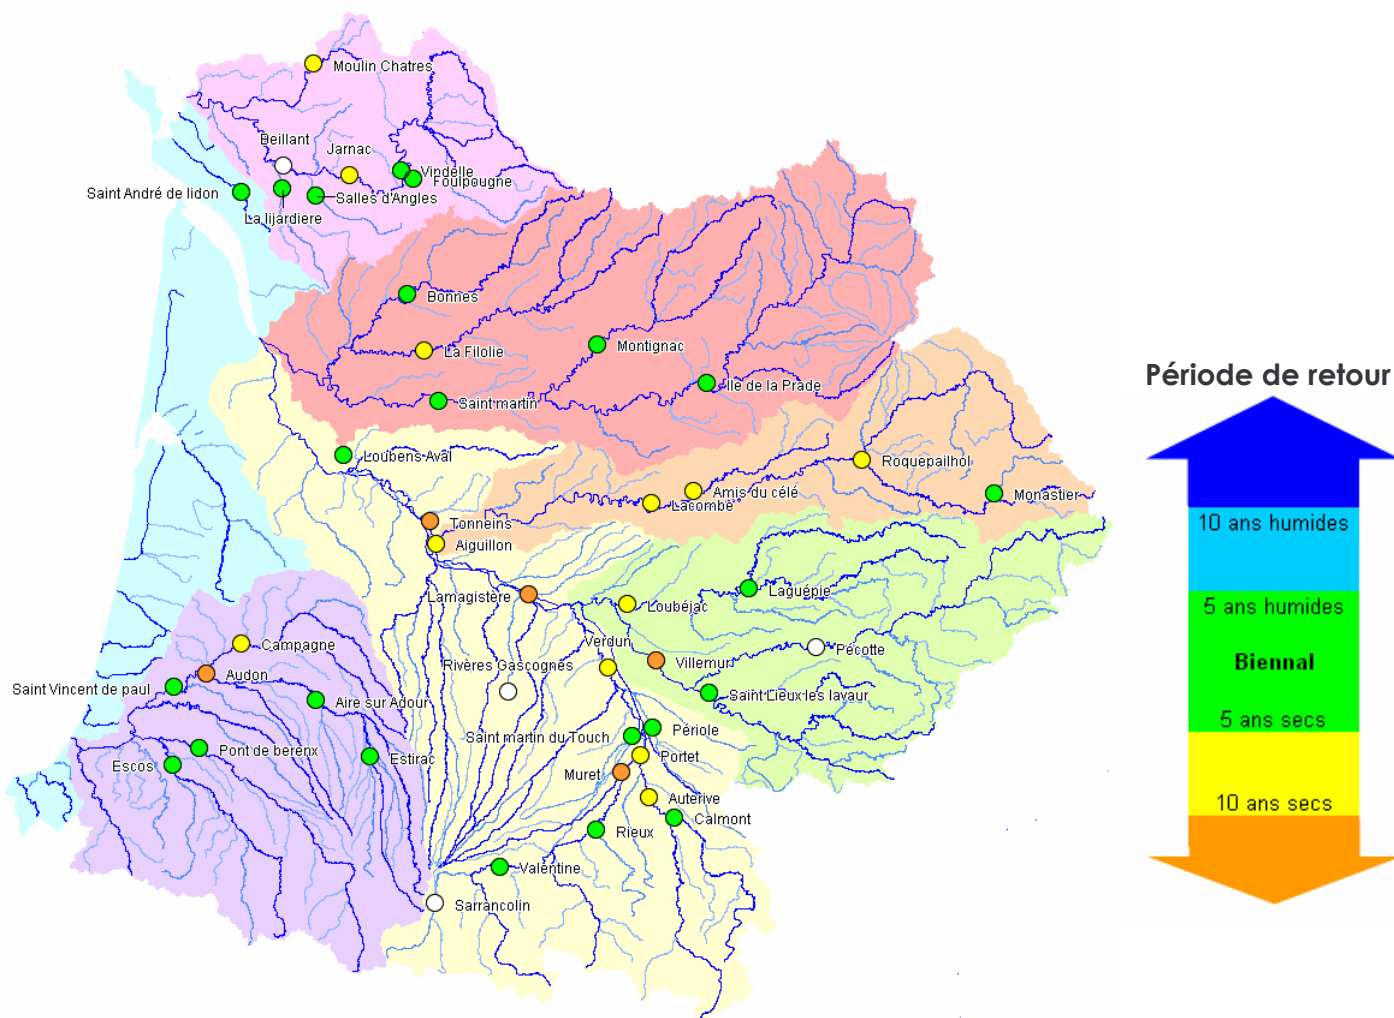 Moulin Chatres
Beillant
Jarnac
Vindelle
Foulpougne
Saint André de lidon
Salles d'Angles
La lijardiere
Bonnes
La Filolie
Montignac
Ile de la Prade
Saint martin
Période de retour
Loubens Aval
Roquepailhol
Amis du célé
Monastier
Lacombe
10 ans humides
Tonneins
Aiguillon
Laguépie
Lamagistère
Loubéjac
5 ans humides
Campagne
Verdun
Pécotte
Biennal
Villemur
Rivères Gascognes
Audon
Saint Vincent de paul
Saint Lieux les lavaur
Aire sur Adour
5 ans secs
Périole
Saint martin du Touch
Pont de berenx
Estirac
Portet
Escos
Muret
Auterive
10 ans secs
Calmont
Rieux
Valentine
Sarrancolin